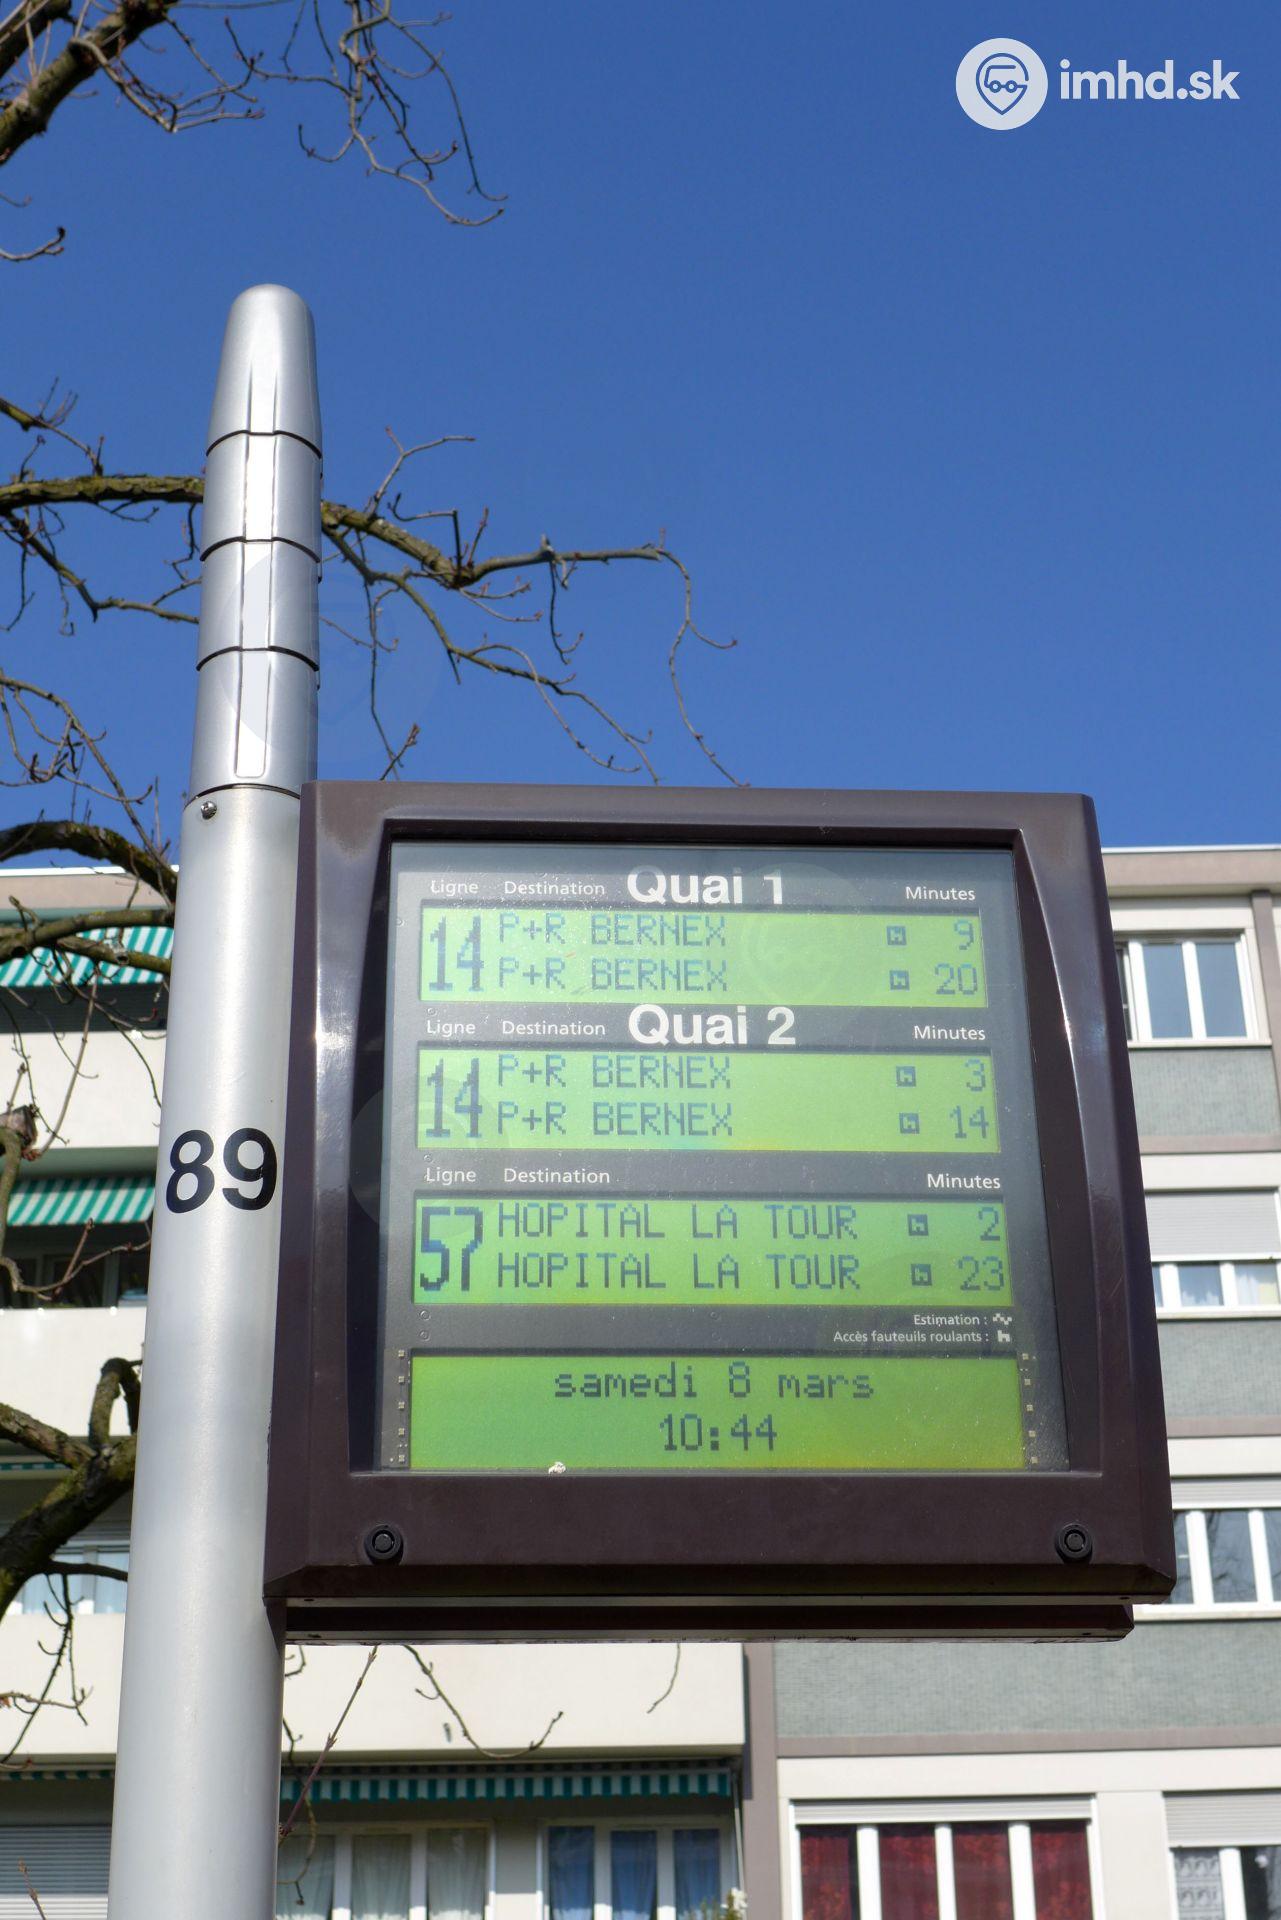 imhd.sk
Ligne Destination Quai 1 Minutes
14 P+R BERNEX 9
P+R BERNEX 20
Ligne Destination Quai 2 Minutes
14 P+R BERNEX 3
P+R BERNEX 14
Ligne Destination Minutes
57 HOPITAL LA TOUR 2
HOPITAL LA TOUR 23
Estimation :
Accès fauteuils roulants :
samedi 8 mars
10:44
89